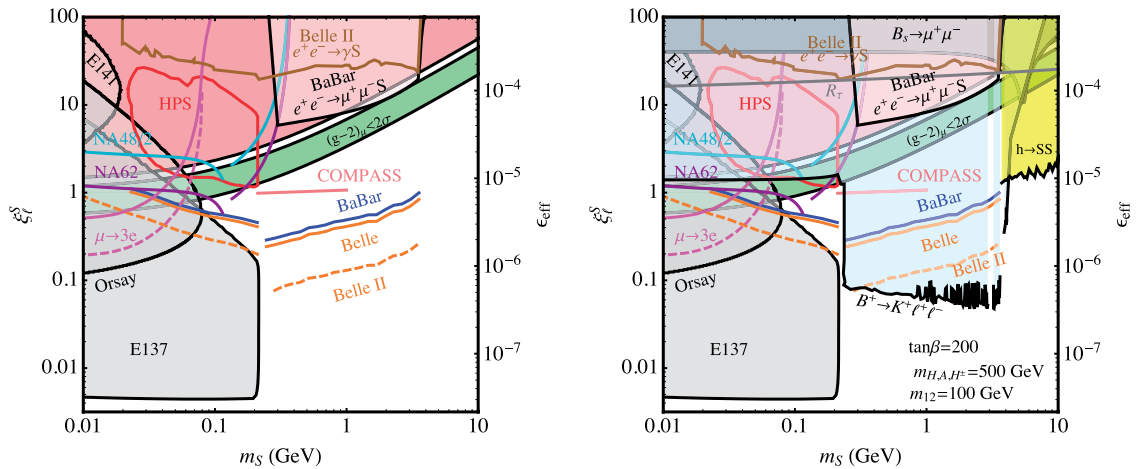 100
10
1
0.1
0.01
ξ_ℓ^S
Belle II
e⁺e⁻→γS
E141
HPS
BaBar
e⁺e⁻→μ⁺μ⁻S
(g−2)_μ<2σ
NA48/2
NA62
COMPASS
BaBar
μ→3e
Belle
Orsay
Belle II
E137
10⁻⁴
10⁻⁵
10⁻⁶
10⁻⁷
ϵ_eff
0.01
0.1
1
10
m_S (GeV)
100
10
1
0.1
0.01
ξ_ℓ^S
B_s→μ⁺μ⁻
Belle II
e⁺e⁻→γS
E141
HPS
BaBar
R_τ
e⁺e⁻→μ⁺μ⁻S
(g−2)_μ<2σ
NA48/2
h→SS
NA62
COMPASS
BaBar
μ→3e
Belle
Belle II
Orsay
B⁺→K⁺ℓ⁺ℓ⁻
E137
tanβ=200
m_{H,A,H^±}=500 GeV
m₁₂=100 GeV
10⁻⁴
10⁻⁵
10⁻⁶
10⁻⁷
ϵ_eff
0.01
0.1
1
10
m_S (GeV)